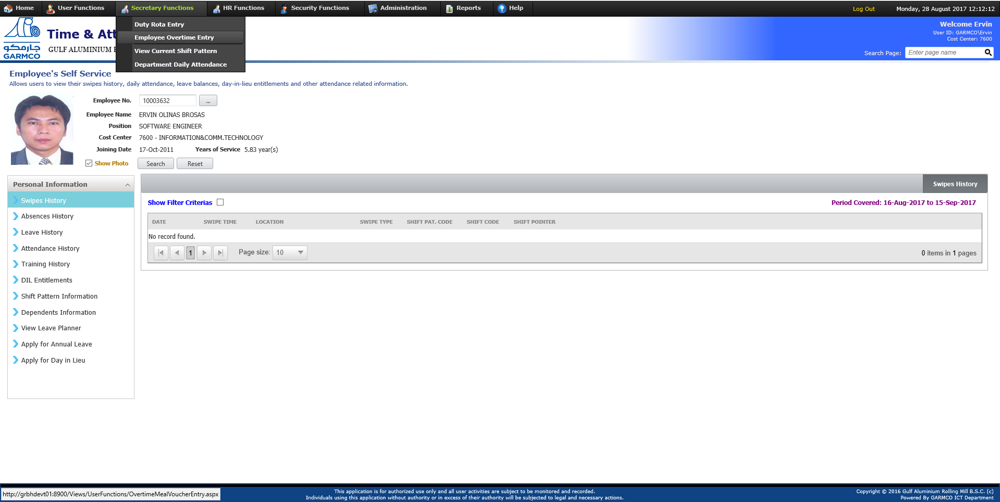 Home
User Functions
Secretary Functions
HR Functions
Security Functions
Administration
Reports
Help
Log Out
Monday, 28 August 2017 12:12:12
Duty Rota Entry
Employee Overtime Entry
View Current Shift Pattern
Department Daily Attendance
جارمكو
GARMCO
Time & Att
GULF ALUMINIUM
Welcome Ervin
User ID: GARMCO\Ervin
Cost Center: 7600
Search Page: Enter page name
Employee's Self Service
Allows users to view their swipes history, daily attendance, leave balances, day-in-lieu entitlements and other attendance related information.
Employee No. 10003632 ...
Employee Name ERVIN OLINAS BROSAS
Position SOFTWARE ENGINEER
Cost Center 7600 - INFORMATION&COMM.TECHNOLOGY
Joining Date 17-Oct-2011 Years of Service 5.83 year(s)
Show Photo Search Reset
Personal Information
Swipes History
Absences History
Leave History
Attendance History
Training History
DIL Entitlements
Shift Pattern Information
Dependents Information
View Leave Planner
Apply for Annual Leave
Apply for Day in Lieu
Swipes History
Show Filter Criterias
Period Covered: 16-Aug-2017 to 15-Sep-2017
DATE SWIPE TIME LOCATION SWIPE TYPE SHIFT PAT. CODE SHIFT CODE SHIFT POINTER
No record found.
1 Page size: 10 0 items in 1 pages
http://grbhdevt01:8900/Views/UserFunctions/OvertimeMealVoucherEntry.aspx
This application is for authorized use only and all user activities are subject to be monitored and recorded.
Individuals using this application without authority or in excess of their authority will be subjected to legal and necessary actions.
Copyright © 2016 Gulf Aluminium Rolling Mill B.S.C. (c)
Powered By GARMCO ICT Department